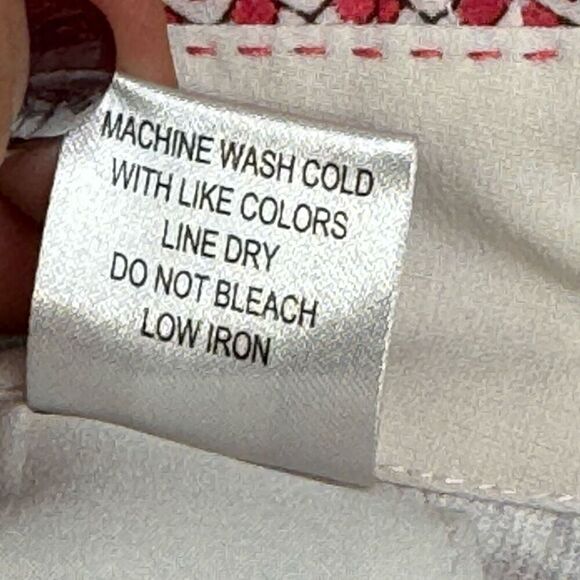 MACHINE WASH COLD
WITH LIKE COLORS
LINE DRY
DO NOT BLEACH
LOW IRON